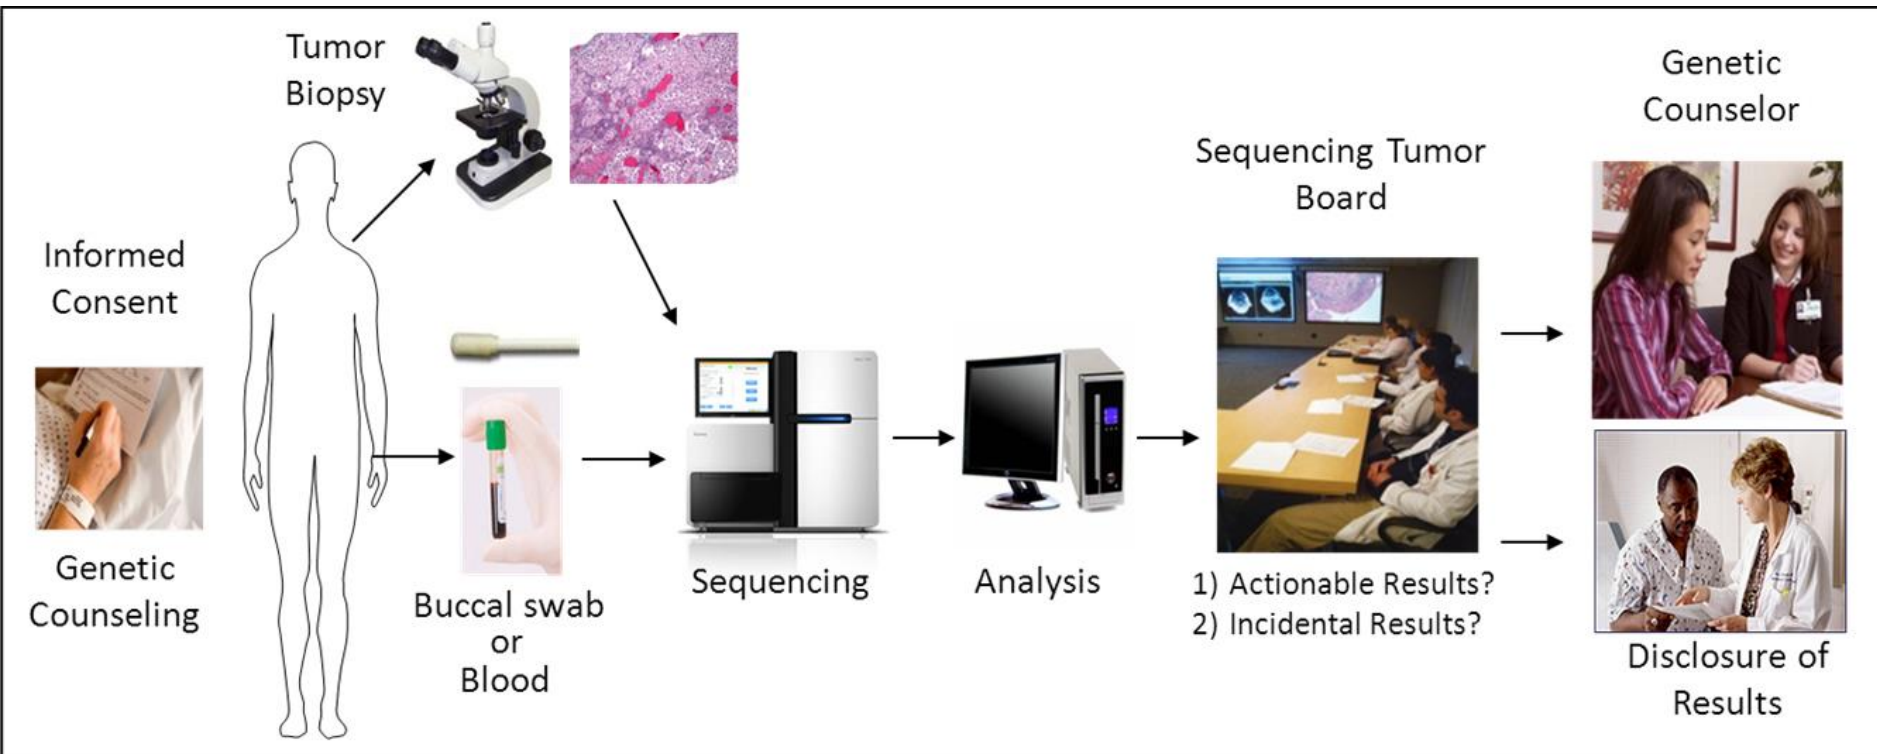 Tumor
Biopsy
Informed
Consent
Genetic
Counseling
Buccal swab
or
Blood
Sequencing
Analysis
Sequencing Tumor
Board
1) Actionable Results?
2) Incidental Results?
Genetic
Counselor
Disclosure of
Results